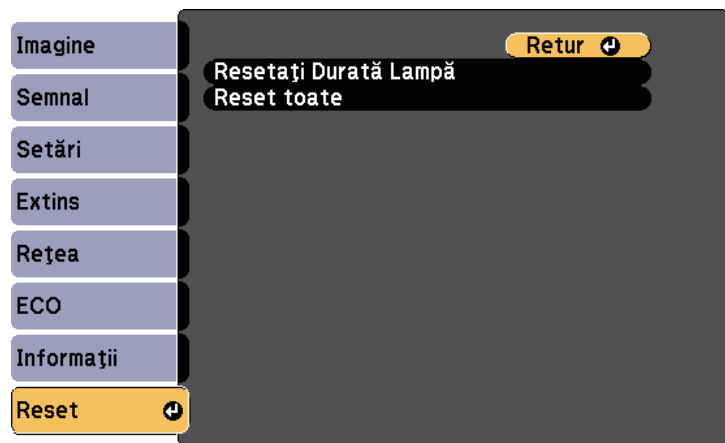 Imagine
Semnal
Setări
Extins
Reţea
ECO
Informaţii
Reset
Retur
Resetaţi Durată Lampă
Reset toate